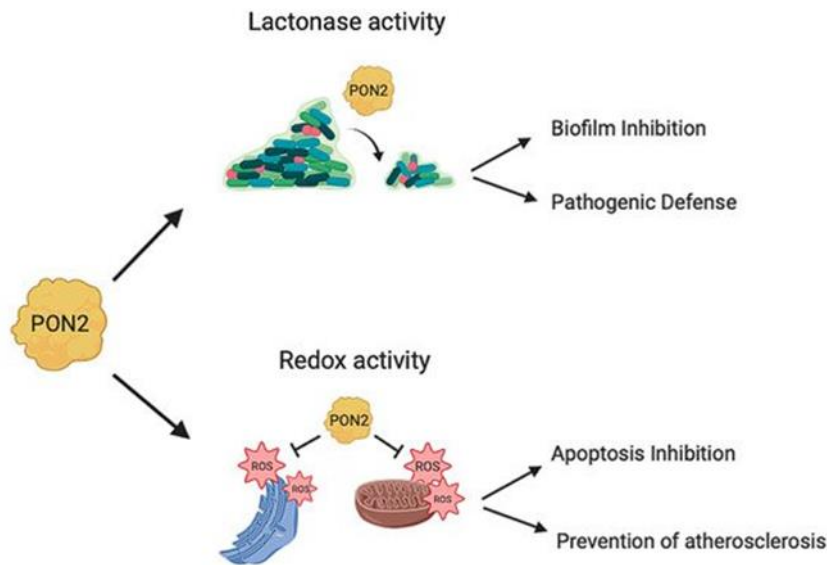 Lactonase activity
PON2
Biofilm Inhibition
Pathogenic Defense
PON2
Redox activity
PON2
ROS
ROS
ROS
ROS
Apoptosis Inhibition
Prevention of atherosclerosis